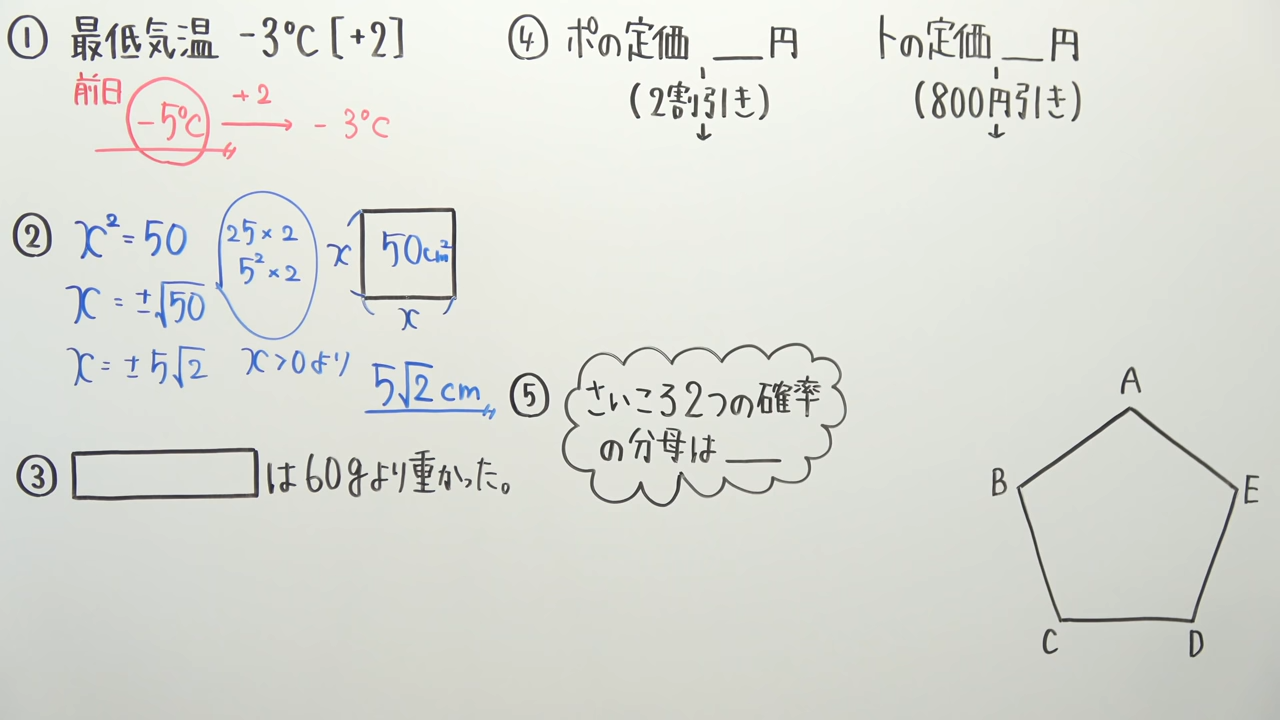 ① 最低気温 -3℃ [+2]
前日 -5℃ +2 → -3℃
② x²=50
25×2
5²×2
x = ±√50
x = ±5√2 x>0より
5√2 cm
x
50cm²
x
③ は60gより重かった。
④ ポの定価 __円 トの定価 __円
(2割引き) (800円引き)
↓ ↓
⑤ さいころ2つの確率
の分母は __
A
B
E
C
D